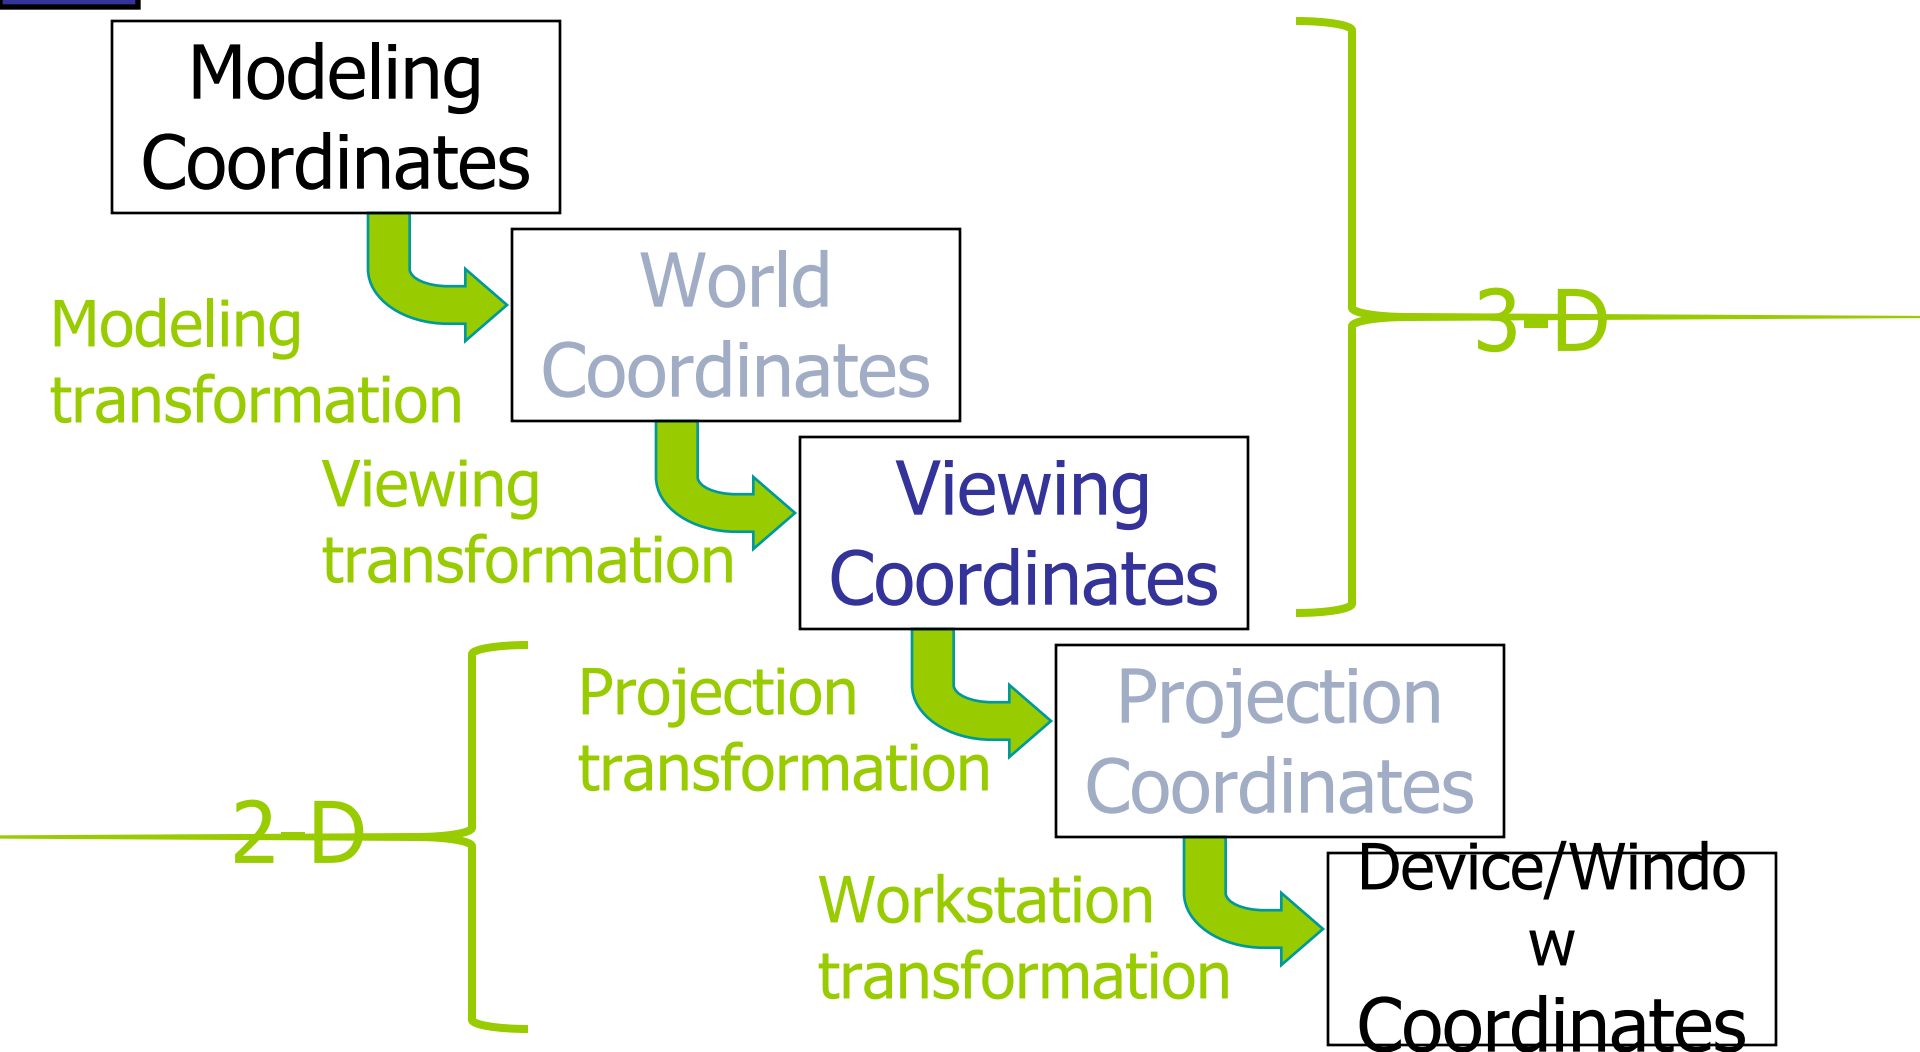 Modeling
Coordinates
World
Coordinates
Modeling
transformation
3-D
Viewing
Coordinates
Viewing
transformation
Projection
Coordinates
Projection
transformation
2-D
Device/Windo
w
Coordinates
Workstation
transformation